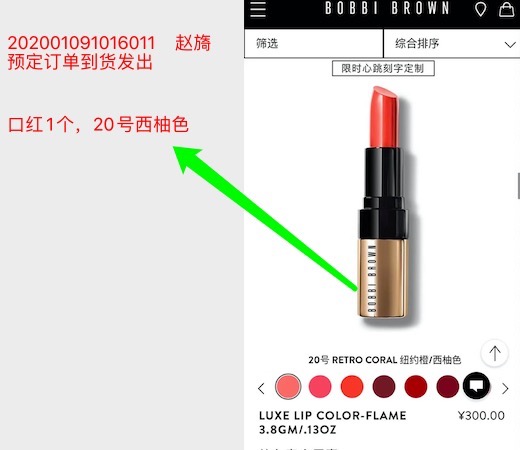 202001091016011 赵旖
预定订单到货发出
口红1个，20号西柚色
BOBBI BROWN
筛选
综合排序
限时心跳刻字定制
BOBBI BROWN
20号 RETRO CORAL 纽约橙/西柚色
LUXE LIP COLOR-FLAME
3.8GM/.13OZ
¥300.00